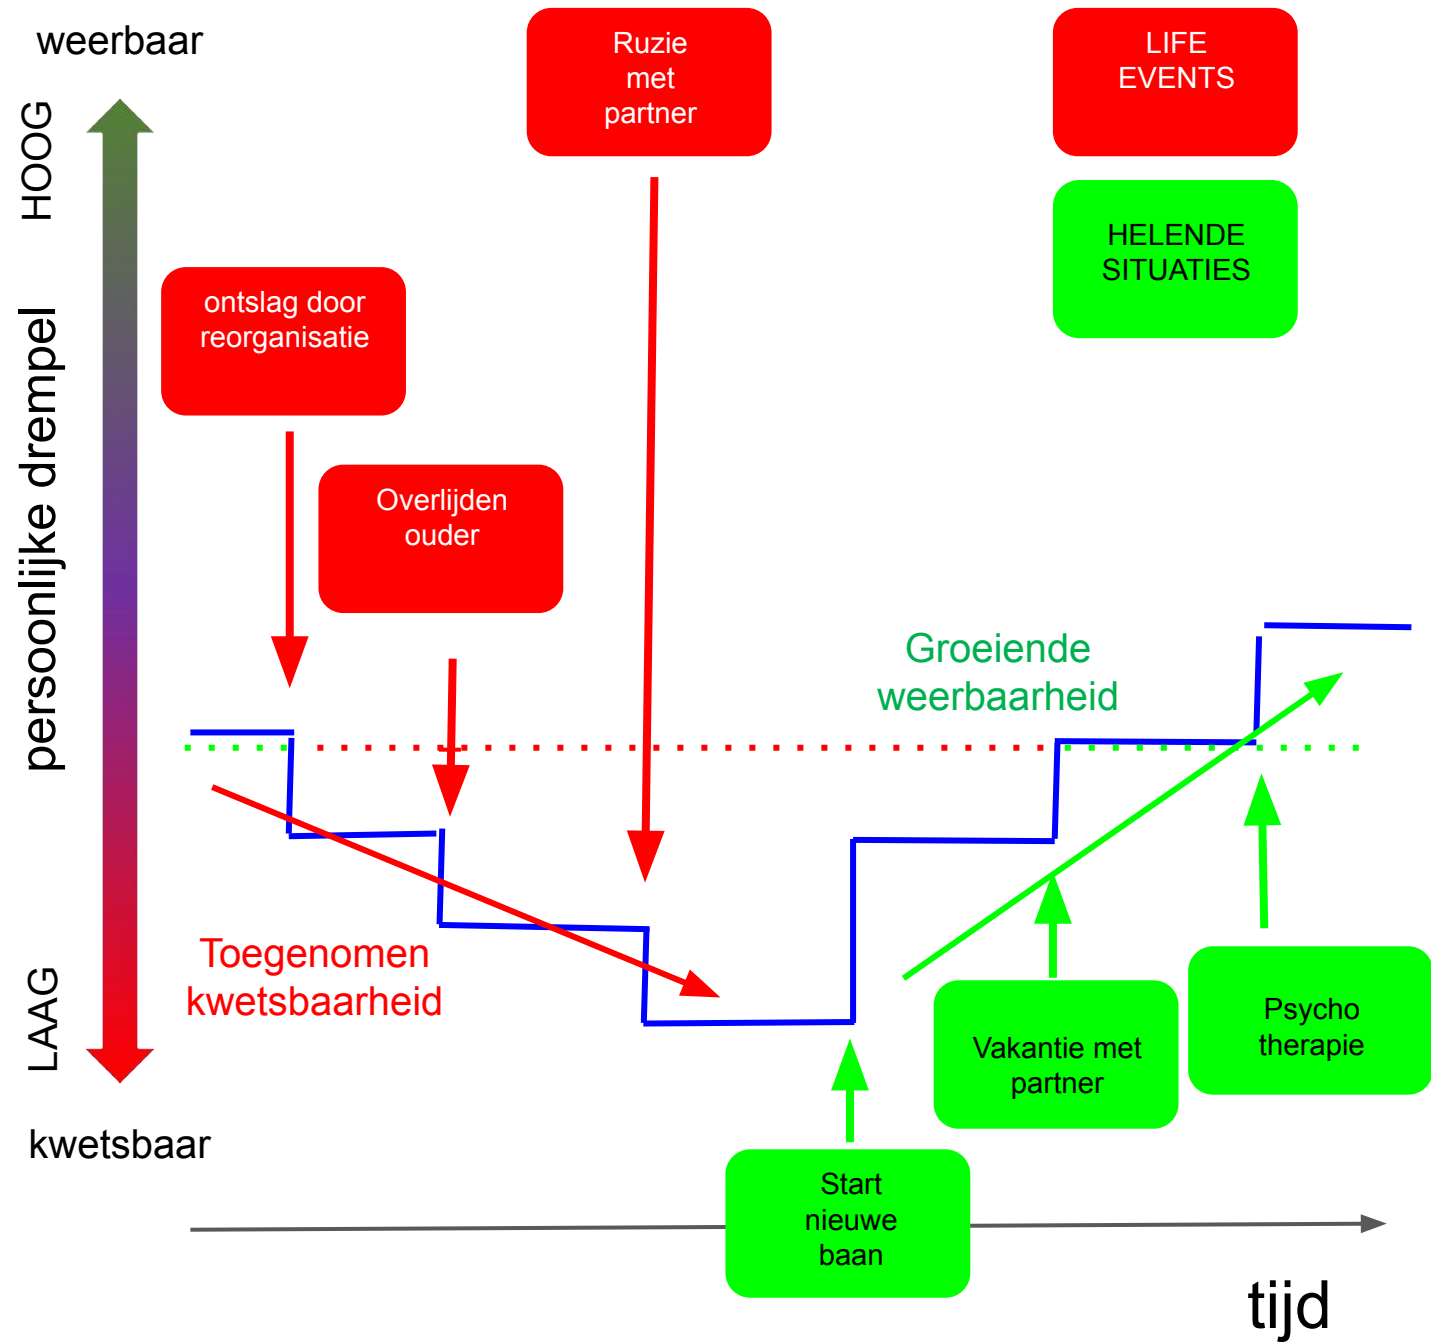 weerbaar
HOOG
persoonlijke drempel
LAAG
kwetsbaar
Ruzie
met
partner
LIFE
EVENTS
HELENDE
SITUATIES
ontslag door
reorganisatie
Overlijden
ouder
Groeiende
weerbaarheid
Toegenomen
kwetsbaarheid
Vakantie met
partner
Psycho
therapie
Start
nieuwe
baan
tijd